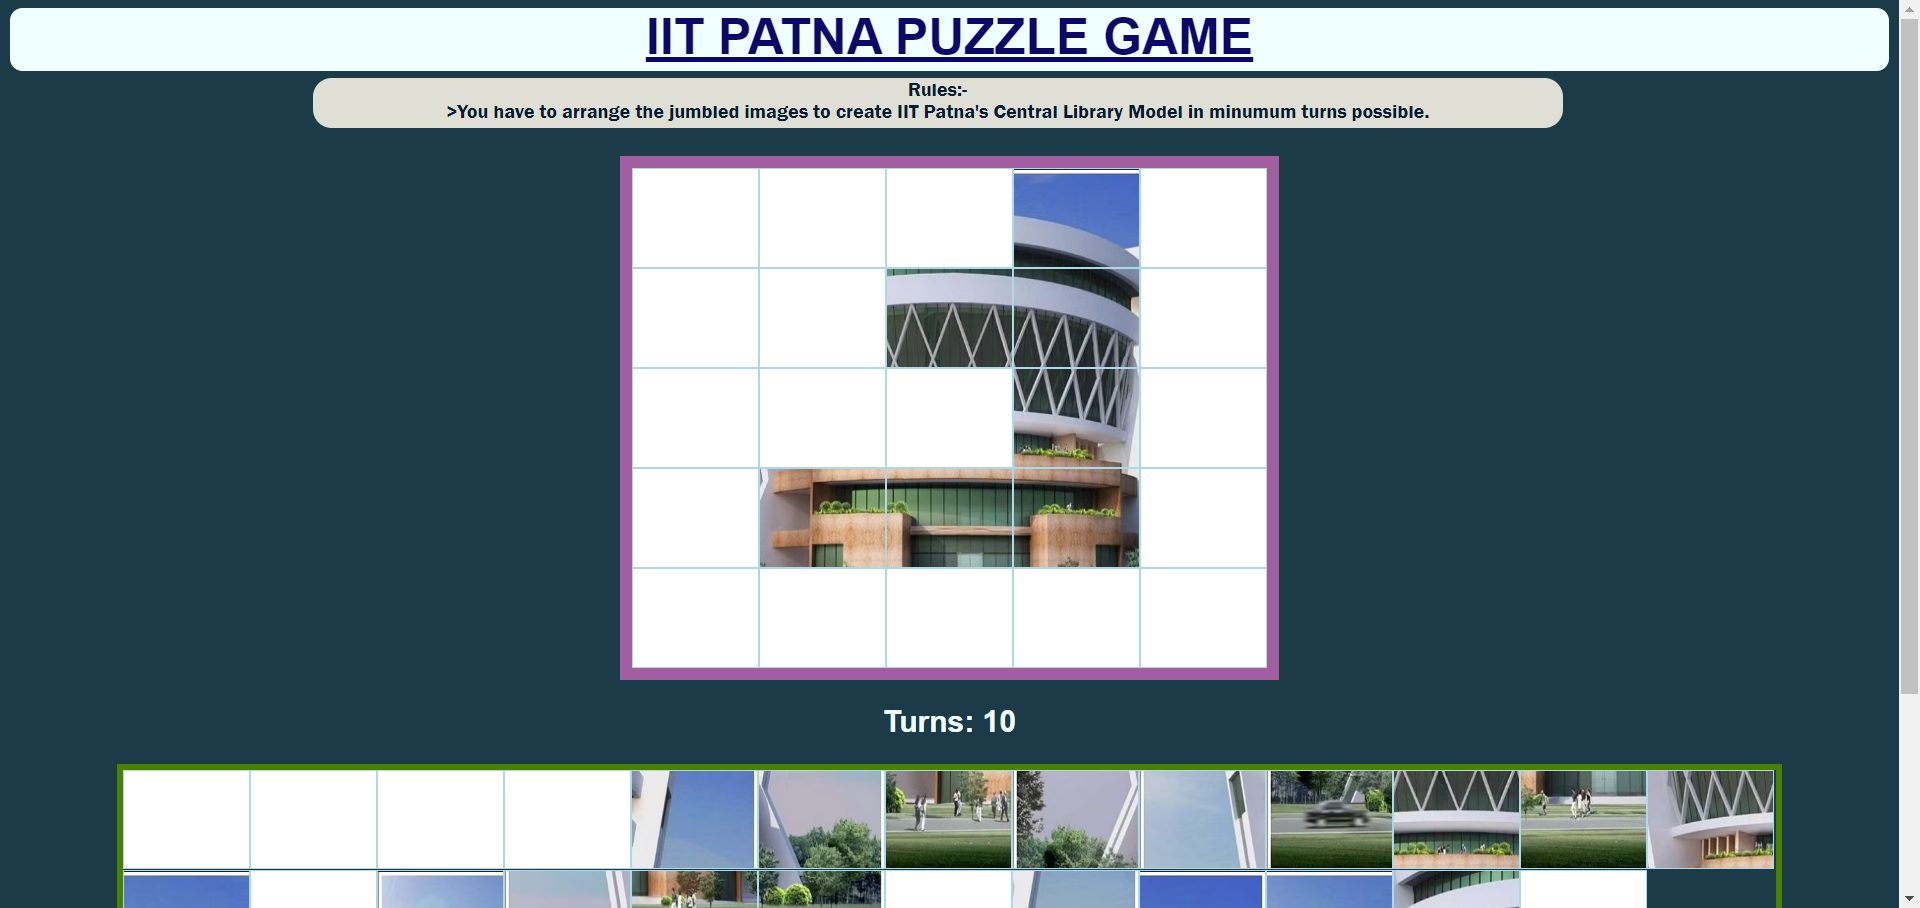 IIT PATNA PUZZLE GAME
Rules:-
>You have to arrange the jumbled images to create IIT Patna's Central Library Model in minumum turns possible.
Turns: 10